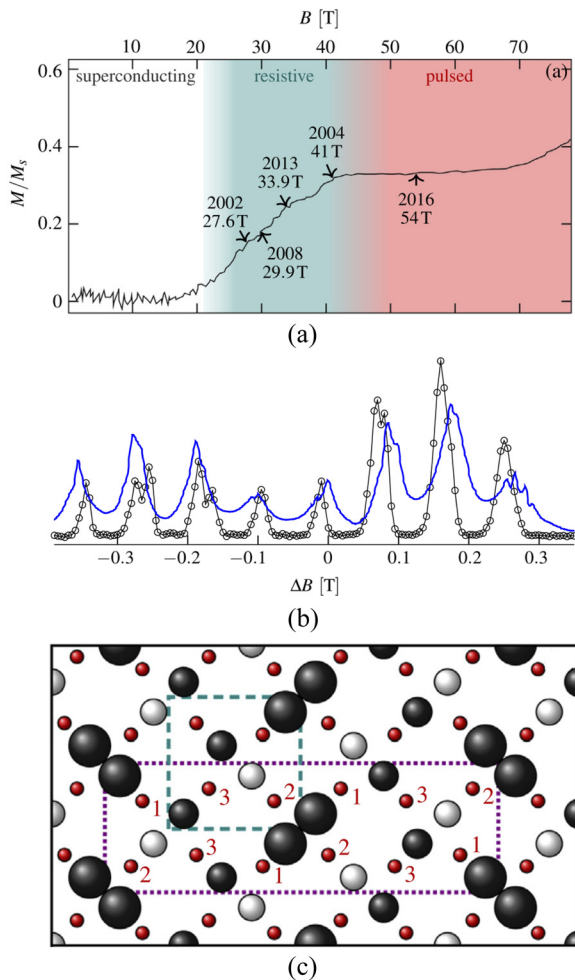 B [T]
10 20 30 40 50 60 70
0.6
0.4
0.2
0
M/Mₛ
superconducting
resistive
pulsed
(a)
2002
27.6 T
2013
33.9 T
2008
29.9 T
2004
41 T
2016
54 T
(a)
−0.3 −0.2 −0.1 0 0.1 0.2 0.3
ΔB [T]
(b)
1 3 2 1 3 2
2 3 1 2 3 1
(c)